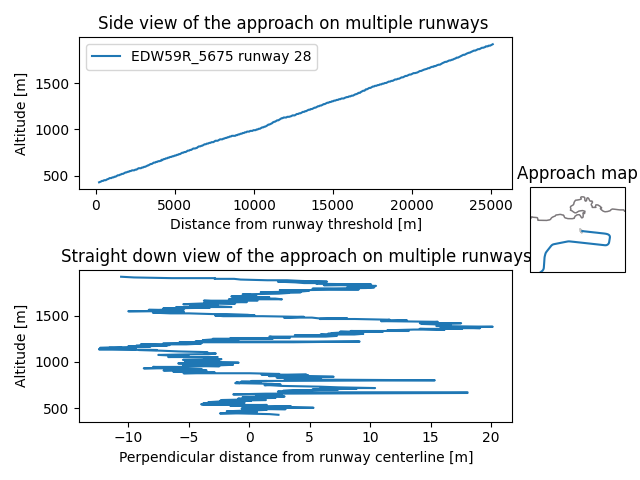 Side view of the approach on multiple runways
EDW59R_5675 runway 28
Altitude [m]
1500
1000
500
0
5000
10000
15000
20000
25000
Distance from runway threshold [m]
Approach map
Straight down view of the approach on multiple runways
Altitude [m]
1500
1000
500
−10
−5
0
5
10
15
20
Perpendicular distance from runway centerline [m]